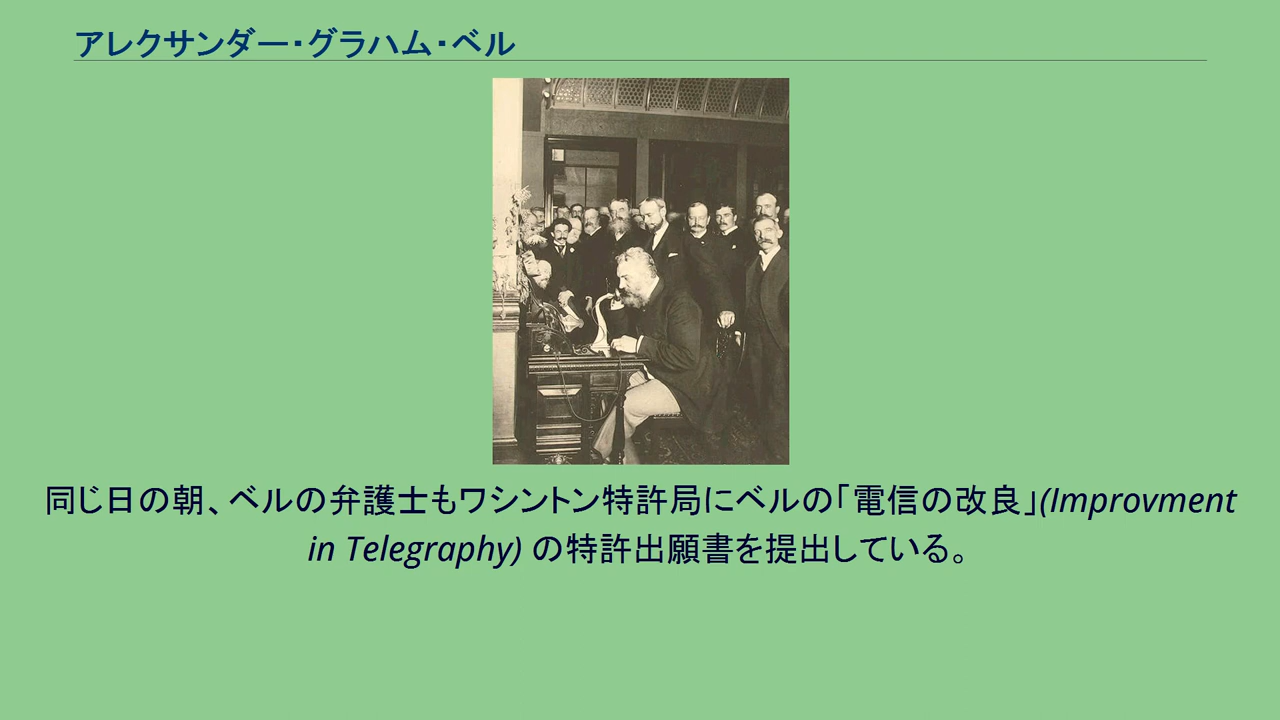 アレクサンダー・グラハム・ベル
同じ日の朝、ベルの弁護士もワシントン特許局にベルの「電信の改良」(Improvment
in Telegraphy) の特許出願書を提出している。